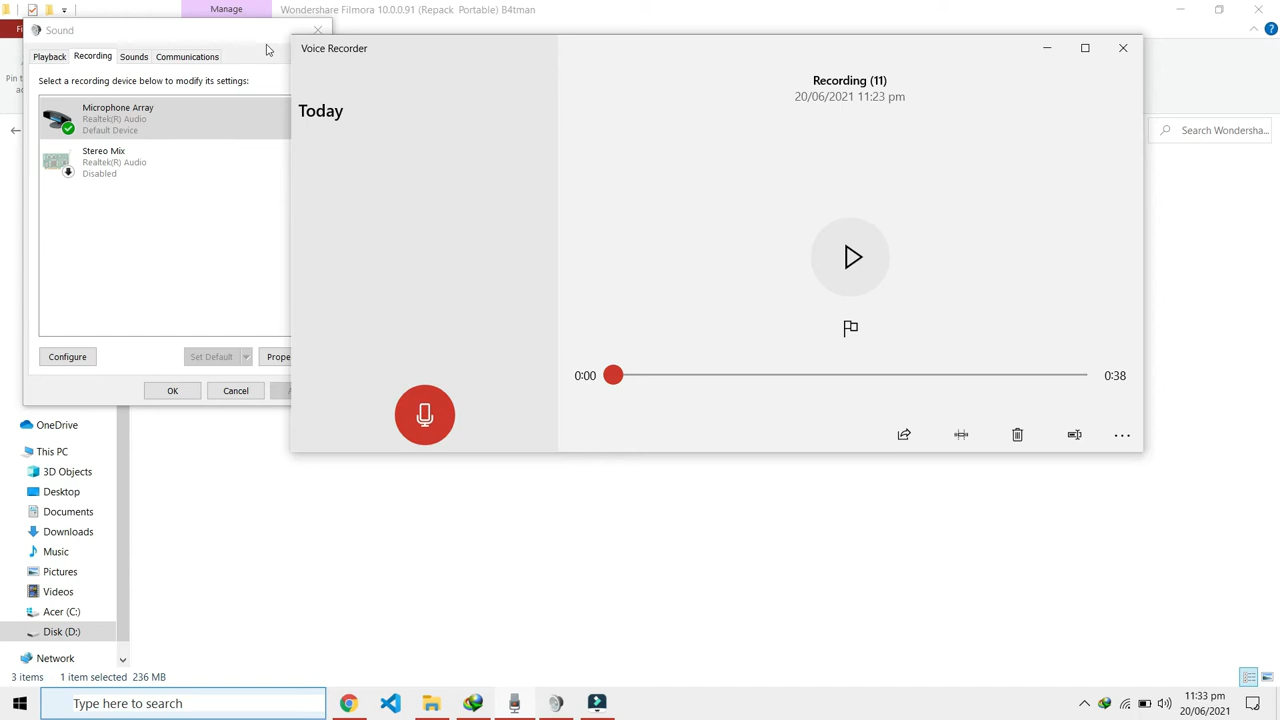 Manage
Wondershare Filmora 10.0.0.91 (Repack Portable) B4tman
Sound
Playback
Recording
Sounds
Communications
Select a recording device below to modify its settings:
Microphone Array
Realtek(R) Audio
Default Device
Stereo Mix
Realtek(R) Audio
Disabled
Configure
Set Default
Prope
OK
Cancel
Voice Recorder
Today
Recording (11)
20/06/2021 11:23 pm
0:00
0:38
Search Wondersha...
OneDrive
This PC
3D Objects
Desktop
Documents
Downloads
Music
Pictures
Videos
Acer (C:)
Disk (D:)
Network
3 items 1 item selected 236 MB
Type here to search
11:33 pm
20/06/2021